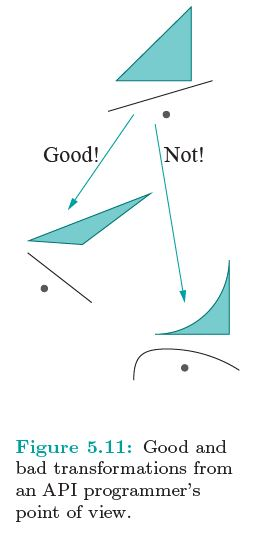 Good!
Not!
Figure 5.11: Good and
bad transformations from
an API programmer's
point of view.